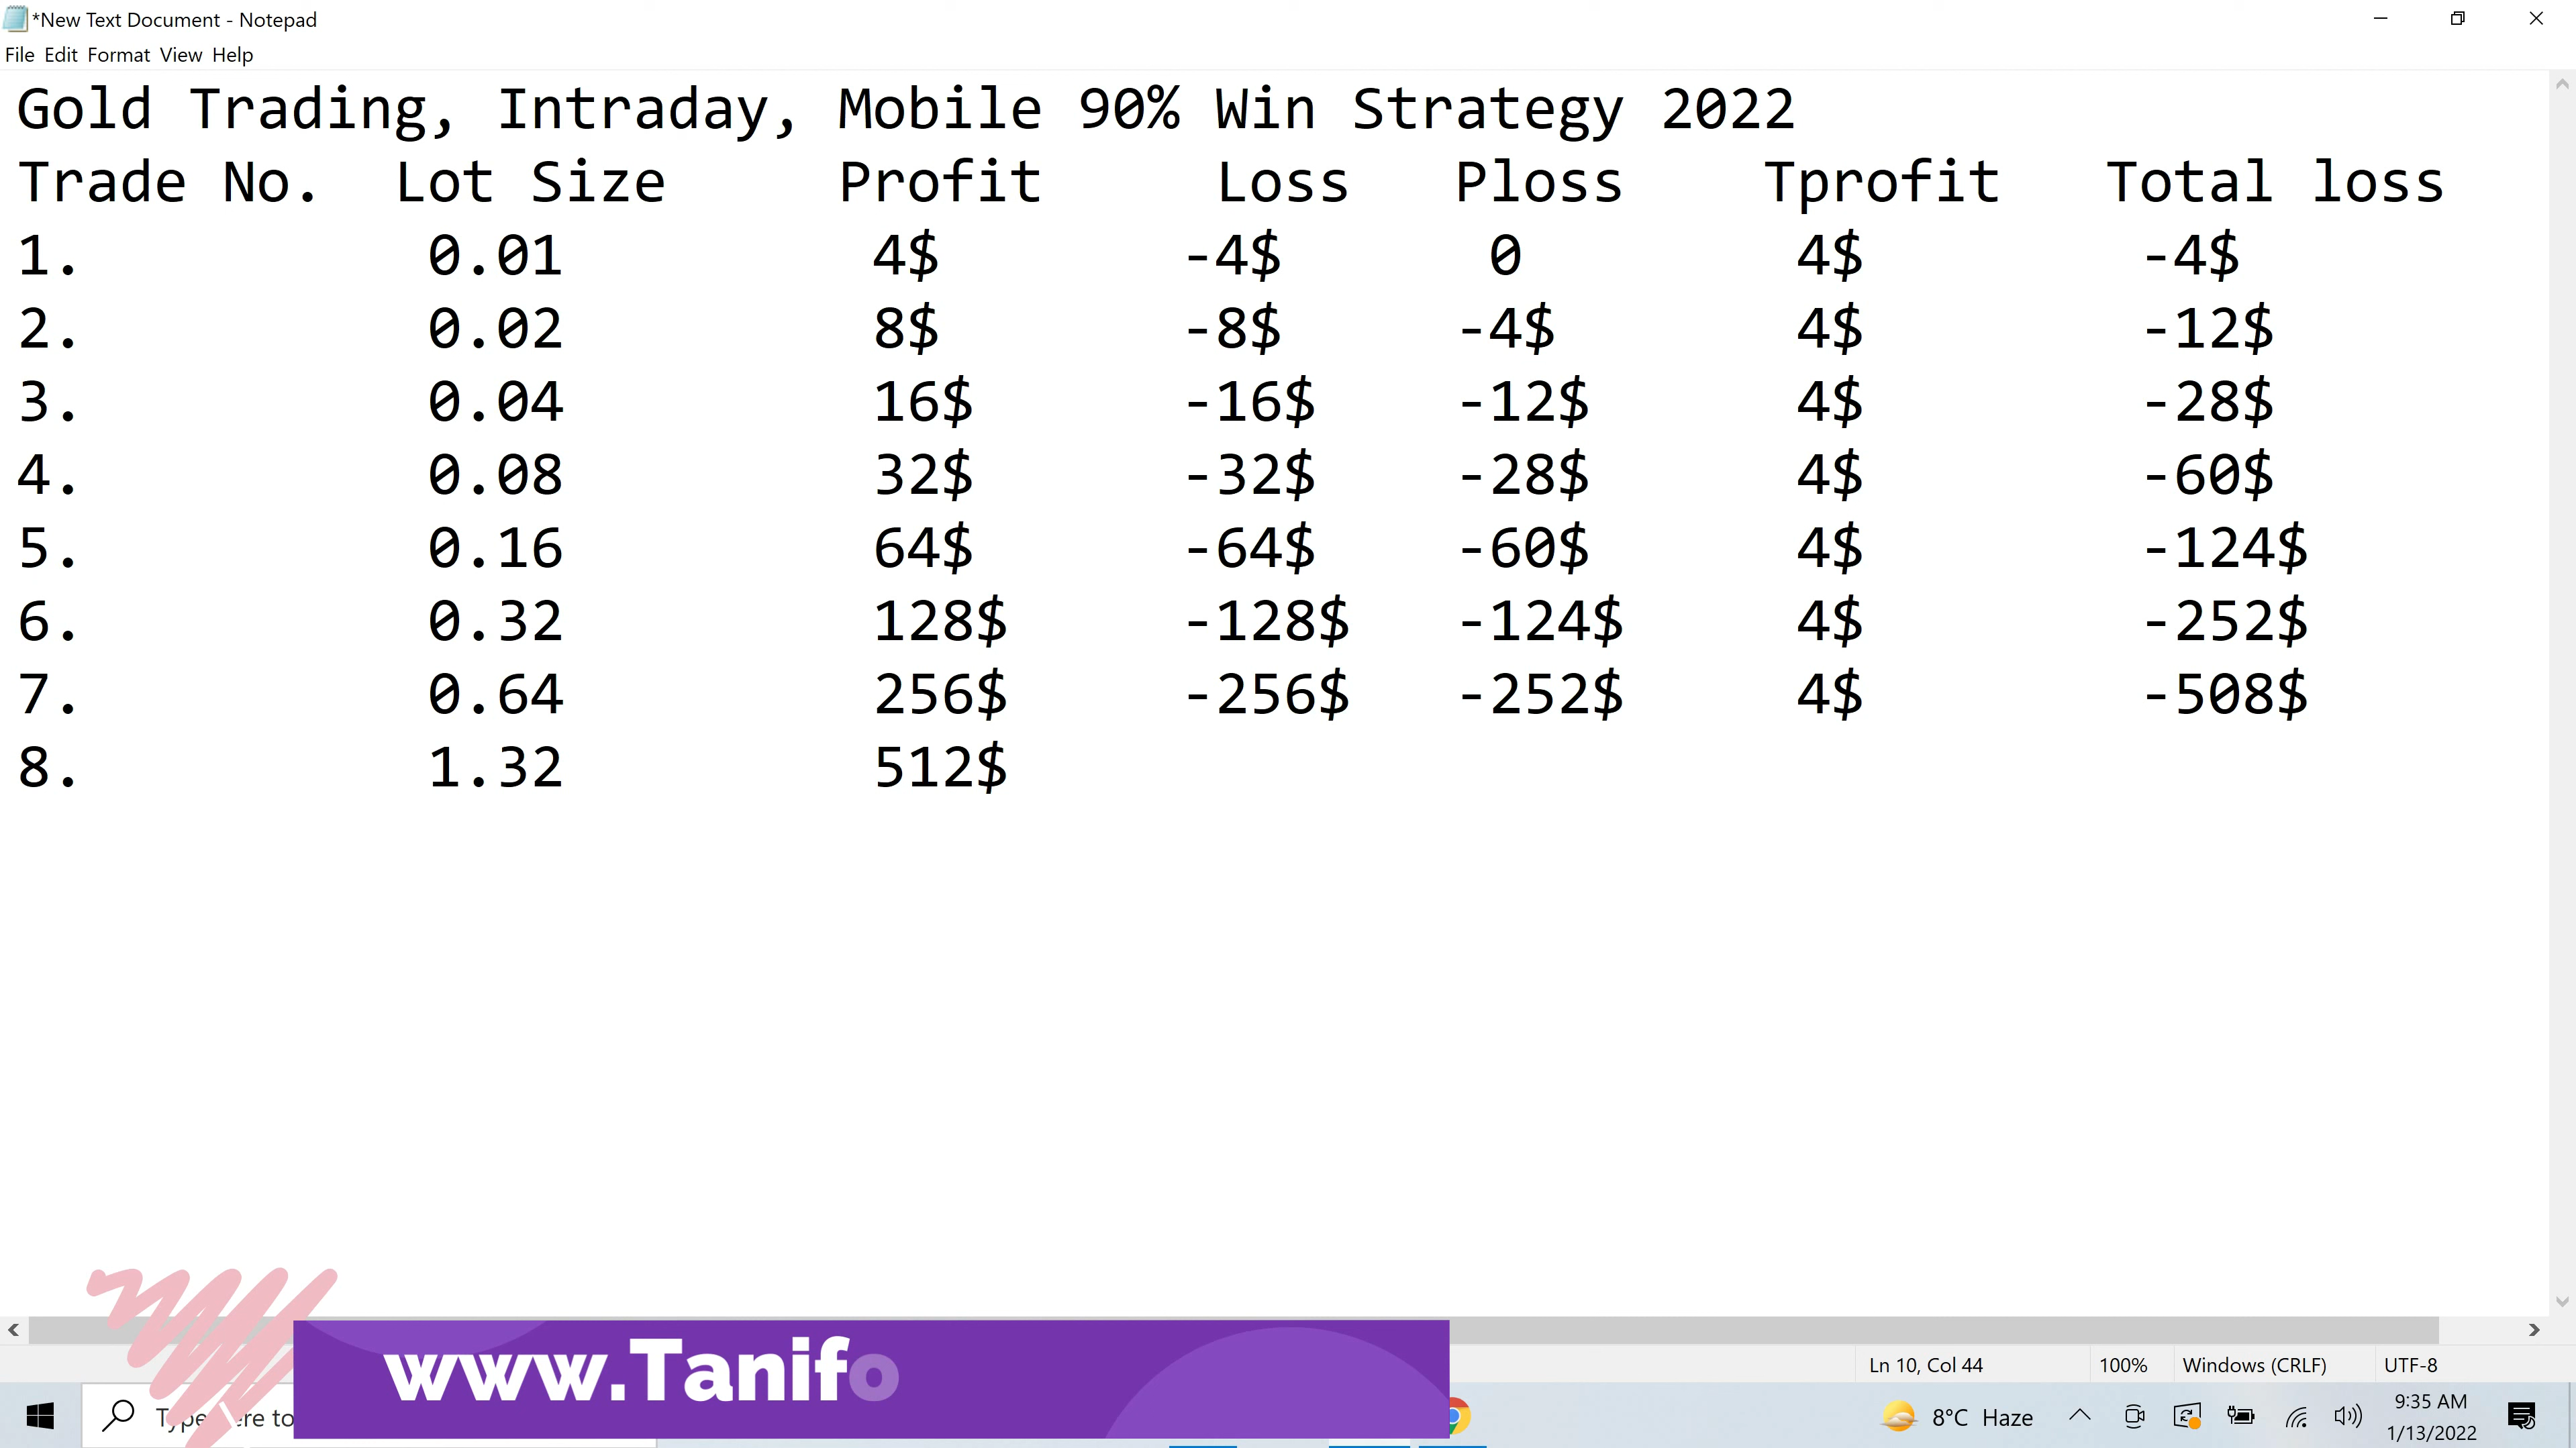 *New Text Document - Notepad
File Edit Format View Help
Gold Trading, Intraday, Mobile 90% Win Strategy 2022
Trade No. Lot Size Profit Loss Ploss Tprofit Total loss
1. 0.01 4$ -4$ 0 4$ -4$
2. 0.02 8$ -8$ -4$ 4$ -12$
3. 0.04 16$ -16$ -12$ 4$ -28$
4. 0.08 32$ -32$ -28$ 4$ -60$
5. 0.16 64$ -64$ -60$ 4$ -124$
6. 0.32 128$ -128$ -124$ 4$ -252$
7. 0.64 256$ -256$ -252$ 4$ -508$
8. 1.32 512$
www.Tanifo
Ln 10, Col 44 100% Windows (CRLF) UTF-8
to
8°C Haze
9:35 AM
1/13/2022